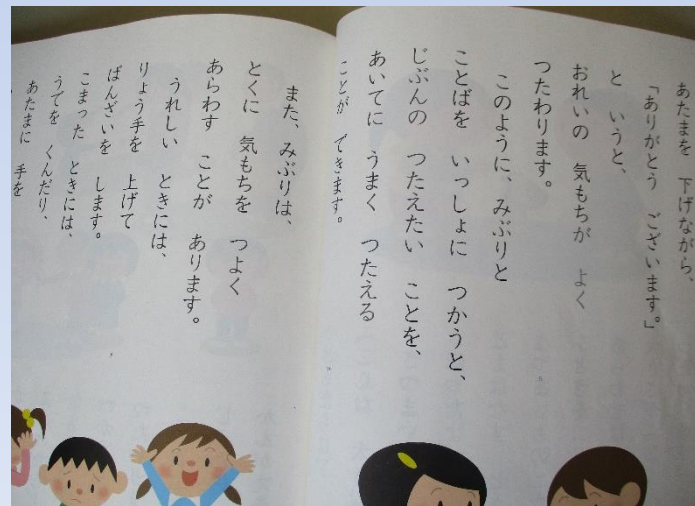 あたまを　下げながら、
「ありがとう　ございます。」
と　いうと、
おれいの　気もちが　よく
つたわります。
このように、みぶりと
ことばを　いっしょに　つかうと、
じぶんの　つたえたい　ことを、
あいてに　うまく　つたえる
ことが　できます。
また、みぶりは、
とくに　気もちを　つよく
あらわす　ことが　あります。
うれしい　ときには、
りょう手を　上げて
ばんざいを　します。
こまった　ときには、
うでを　くんだり、
あたまに　手を